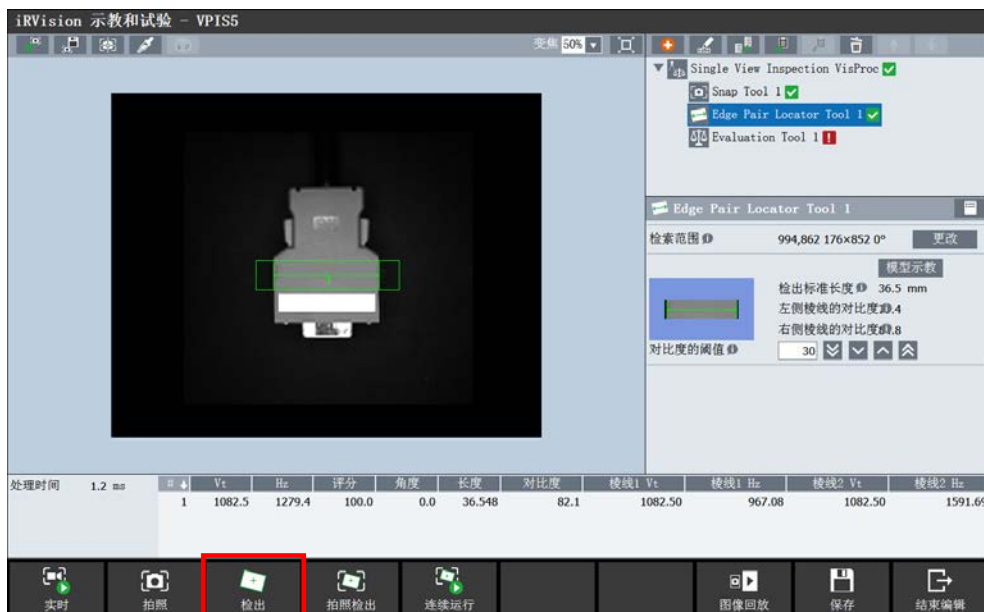 iRVision 示教和试验 - VPIS5
变焦 50%
Single View Inspection VisProc
Snap Tool 1
Edge Pair Locator Tool 1
Evaluation Tool 1
Edge Pair Locator Tool 1
检索范围 994,862 176×852 0° 更改
模型示教
检出标准长度 36.5 mm
左侧棱线的对比度 .4
右侧棱线的对比度 .8
对比度的阈值 30
处理时间 1.2 ms
# Vt Hz 评分 角度 长度 对比度 棱线1 Vt 棱线1 Hz 棱线2 Vt 棱线2 Hz
1 1082.5 1279.4 100.0 0.0 36.548 82.1 1082.50 967.08 1082.50 1591.69
实时 拍照 检出 拍照检出 连续运行 图像回放 保存 结束编辑